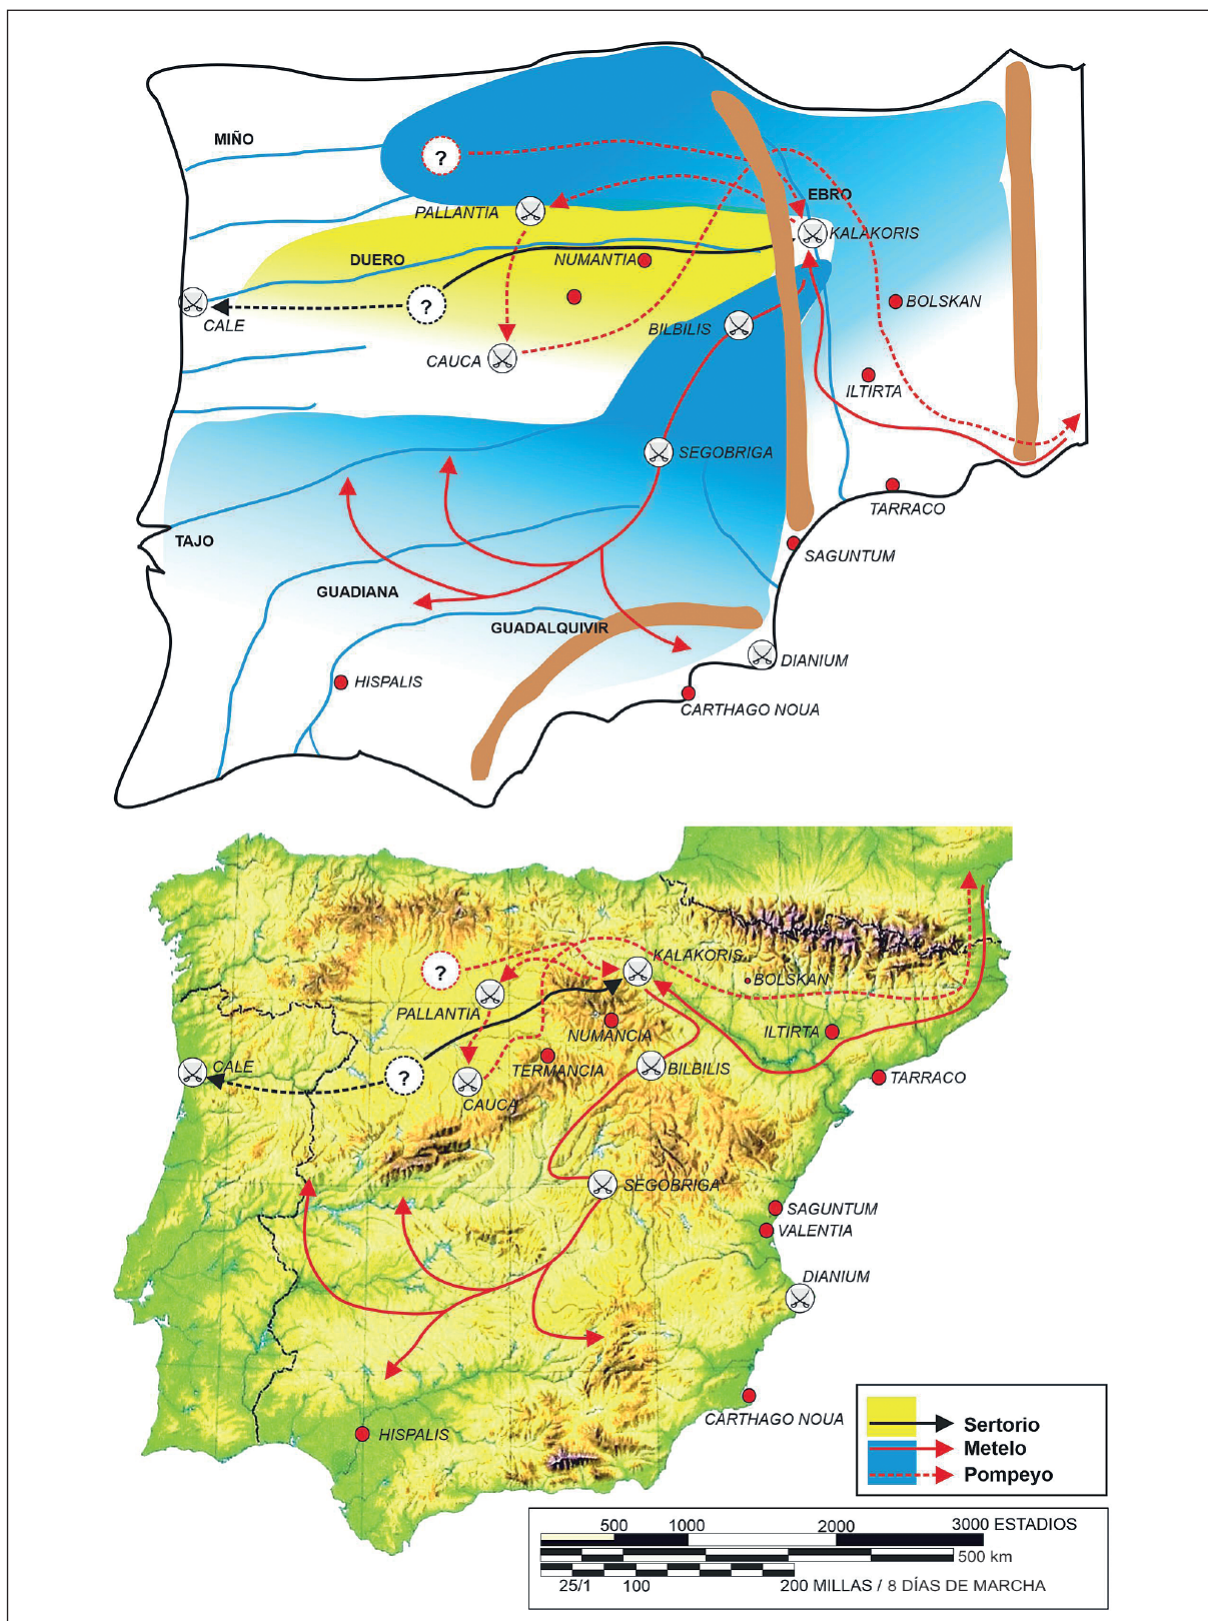 MIÑO
?
PALLANTIA
EBRO
KALAKORIS
DUERO
NUMANTIA
?
BOLSKAN
CALE
BILBILIS
CAUCA
ILTIRTA
SEGOBRIGA
TARRACO
TAJO
SAGUNTUM
GUADIANA
GUADALQUIVIR
DIANIUM
HISPALIS
CARTHAGO NOUA
KALAKORIS
?
BOLSKAN
PALLANTIA
NUMANCIA
ILTIRTA
CALE
?
TERMANCIA
BILBILIS
TARRACO
CAUCA
SEGOBRIGA
SAGUNTUM
VALENTIA
DIANIUM
CARTHAGO NOUA
HISPALIS
Sertorio
Metelo
Pompeyo
500 1000 2000 3000 ESTADIOS
500 km
25/1 100 200 MILLAS / 8 DÍAS DE MARCHA